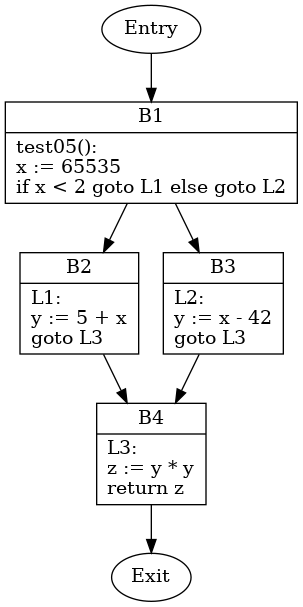 Entry
B1
test05():
x := 65535
if x < 2 goto L1 else goto L2
B2
L1:
y := 5 + x
goto L3
B3
L2:
y := x - 42
goto L3
B4
L3:
z := y * y
return z
Exit